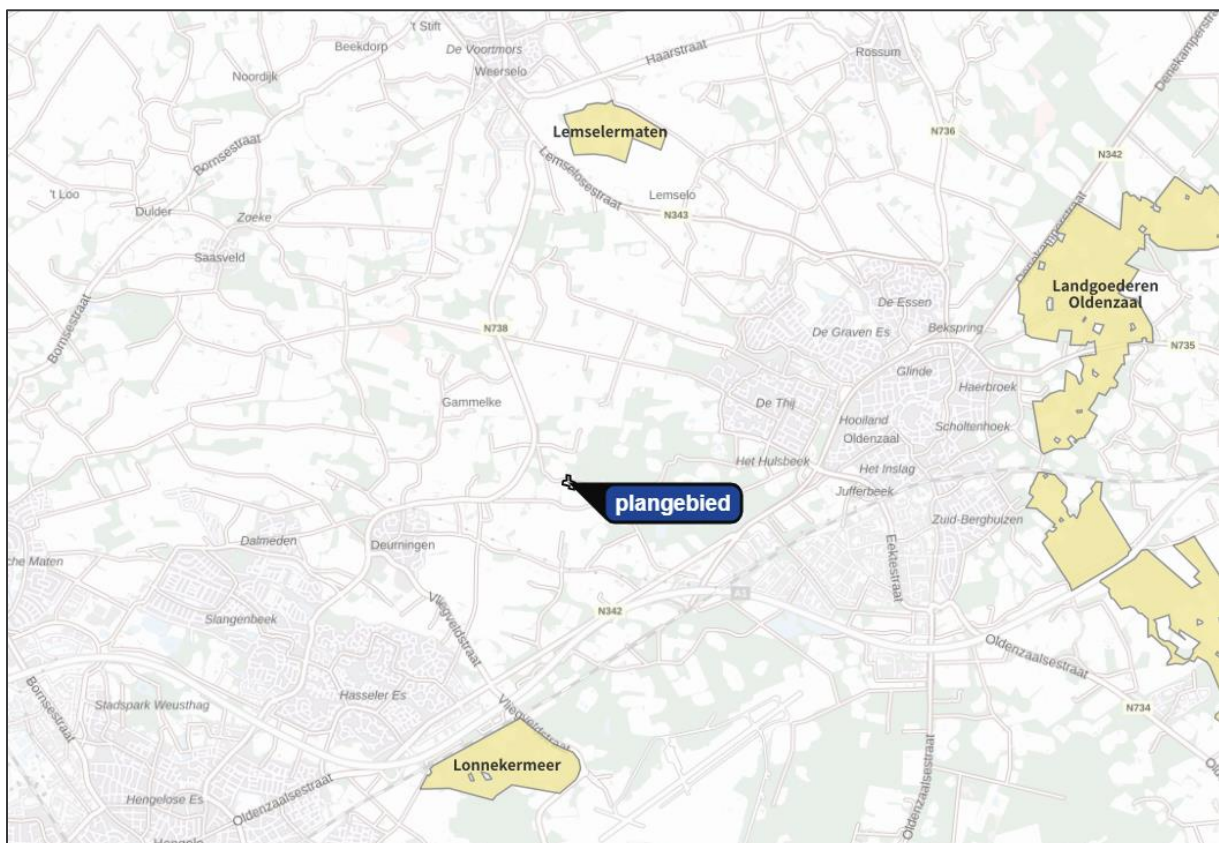 't Stift
De Voortmors
Beekdorp
Weerselo
Haarstraat
Rossum
Denekamperstra
Noordijk
Bornsestraat
Lemselermaten
N736
N342
Lemselosestraat
't Loo
Dulder
Zoeke
Lemselo
N343
Saasveld
Denekamperstraat
Landgoederen
Oldenzaal
De Essen
Bornsestraat
N738
De Graven Es
Bekspring
N735
Glinde
Haerbroek
Gammelke
De Thij
Hooiland
Oldenzaal
Scholtenhoek
Het Hulsbeek
Het Inslag
Jufferbeek
plangebied
Zuid-Berghuizen
Dalmeden
Deurningen
che Maten
Eektestraat
Slangenbeek
Vliegveldstraat
N342
A1
Oldenzaalsestraat
Hasseler Es
Bornsestraat
Stadspark Weusthag
Vliegveldstraat
N734
Lonnekermeer
Oldenzaalsestraat
Hengelose Es
Oldenzaalsestraat
Hengelo